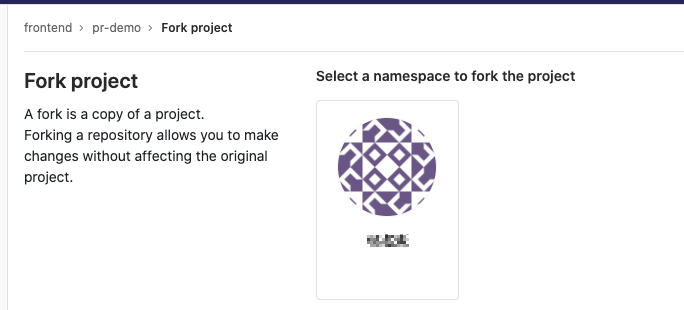 frontend › pr-demo › Fork project
Fork project
A fork is a copy of a project.
Forking a repository allows you to make
changes without affecting the original
project.
Select a namespace to fork the project